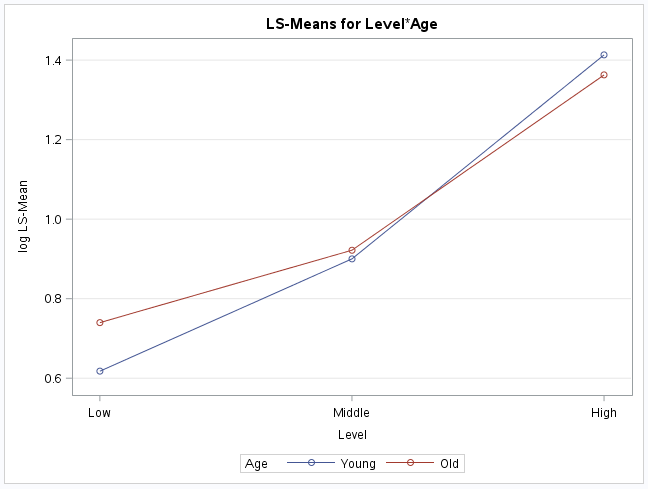 LS-Means for Level*Age
1.4
1.2
1.0
0.8
0.6
log LS-Mean
Low Middle High
Level
Age Young Old